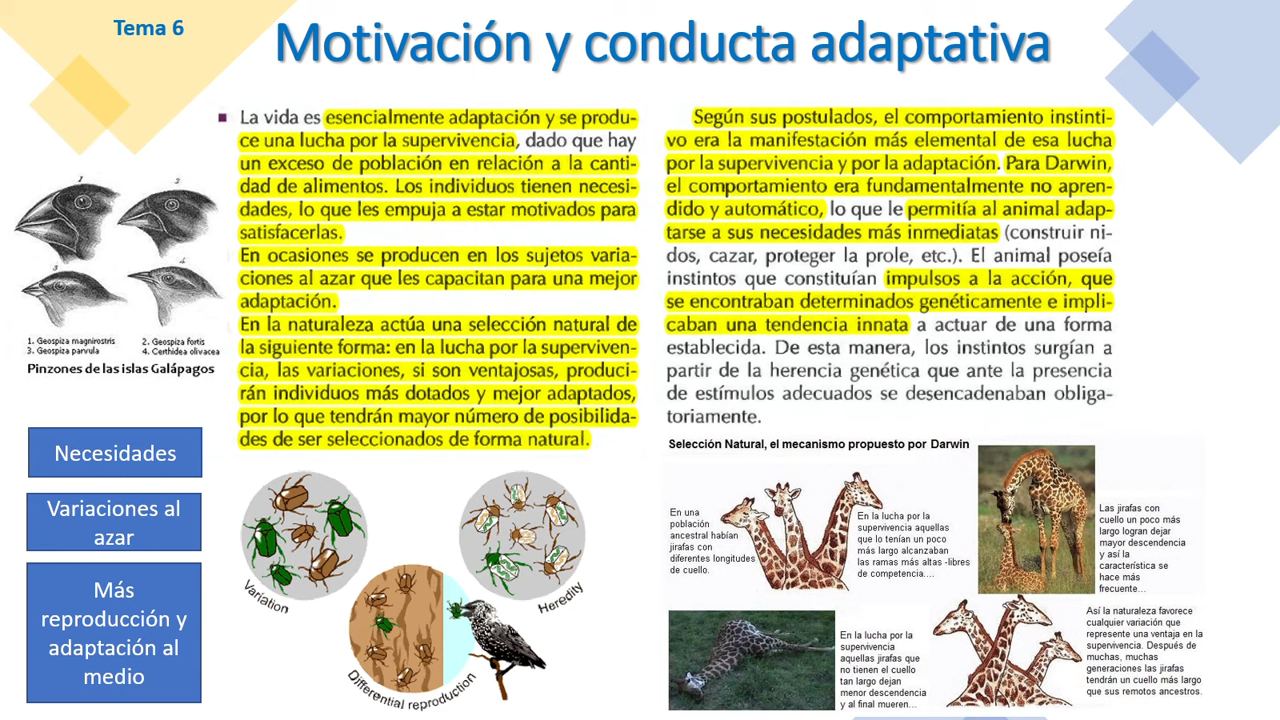 Tema 6
Motivación y conducta adaptativa
La vida es esencialmente adaptación y se produ-
ce una lucha por la supervivencia, dado que hay
un exceso de población en relación a la canti-
dad de alimentos. Los individuos tienen necesi-
dades, lo que les empuja a estar motivados para
satisfacerlas.
En ocasiones se producen en los sujetos varia-
ciones al azar que les capacitan para una mejor
adaptación.
En la naturaleza actúa una selección natural de
la siguiente forma: en la lucha por la superviven-
cia, las variaciones, si son ventajosas, produci-
rán individuos más dotados y mejor adaptados,
por lo que tendrán mayor número de posibilida-
des de ser seleccionados de forma natural.
Según sus postulados, el comportamiento instinti-
vo era la manifestación más elemental de esa lucha
por la supervivencia y por la adaptación. Para Darwin,
el comportamiento era fundamentalmente no apren-
dido y automático, lo que le permitía al animal adap-
tarse a sus necesidades más inmediatas (construir ni-
dos, cazar, proteger la prole, etc.). El animal poseía
instintos que constituían impulsos a la acción, que
se encontraban determinados genéticamente e impli-
caban una tendencia innata a actuar de una forma
establecida. De esta manera, los instintos surgían a
partir de la herencia genética que ante la presencia
de estímulos adecuados se desencadenaban obliga-
toriamente.
1. Geospiza magnirostris
2. Geospiza fortis
3. Geospiza parvula
4. Certhidea olivacea
Pinzones de las islas Galápagos
Necesidades
Variaciones al
azar
Más
reproducción y
adaptación al
medio
Variation
Heredity
Differential reproduction
Selección Natural, el mecanismo propuesto por Darwin
En una
población
ancestral habían
jirafas con
diferentes longitudes
de cuello.
En la lucha por la
supervivencia aquellas
que lo tenían un poco
más largo alcanzaban
las ramas más altas -libres
de competencia....
Las jirafas con
cuello un poco más
largo logran dejar
mayor descendencia
y así la
característica se
hace más
frecuente...
En la lucha por la
supervivencia
aquellas jirafas que
no tienen el cuello
tan largo dejan
menor descendencia
y al final mueren...
Así la naturaleza favorece
cualquier variación que
represente una ventaja en la
supervivencia. Después de
muchas, muchas
generaciones las jirafas
tendrán un cuello más largo
que sus remotos ancestros.